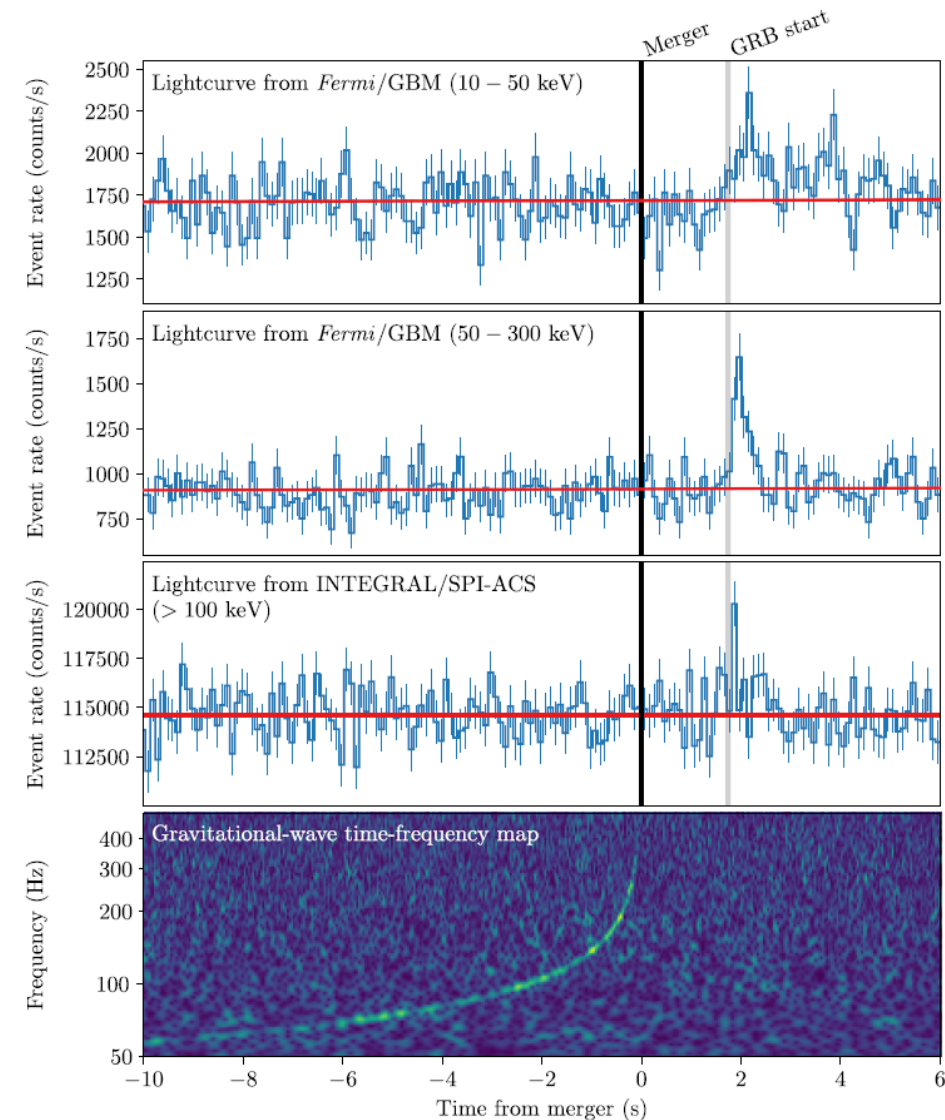 Merger
GRB start
Lightcurve from Fermi/GBM (10 − 50 keV)
Event rate (counts/s)
2500
2250
2000
1750
1500
1250
Lightcurve from Fermi/GBM (50 − 300 keV)
Event rate (counts/s)
1750
1500
1250
1000
750
Lightcurve from INTEGRAL/SPI-ACS
(> 100 keV)
Event rate (counts/s)
120000
117500
115000
112500
Gravitational-wave time-frequency map
Frequency (Hz)
400
300
200
100
50
−10 −8 −6 −4 −2 0 2 4 6
Time from merger (s)